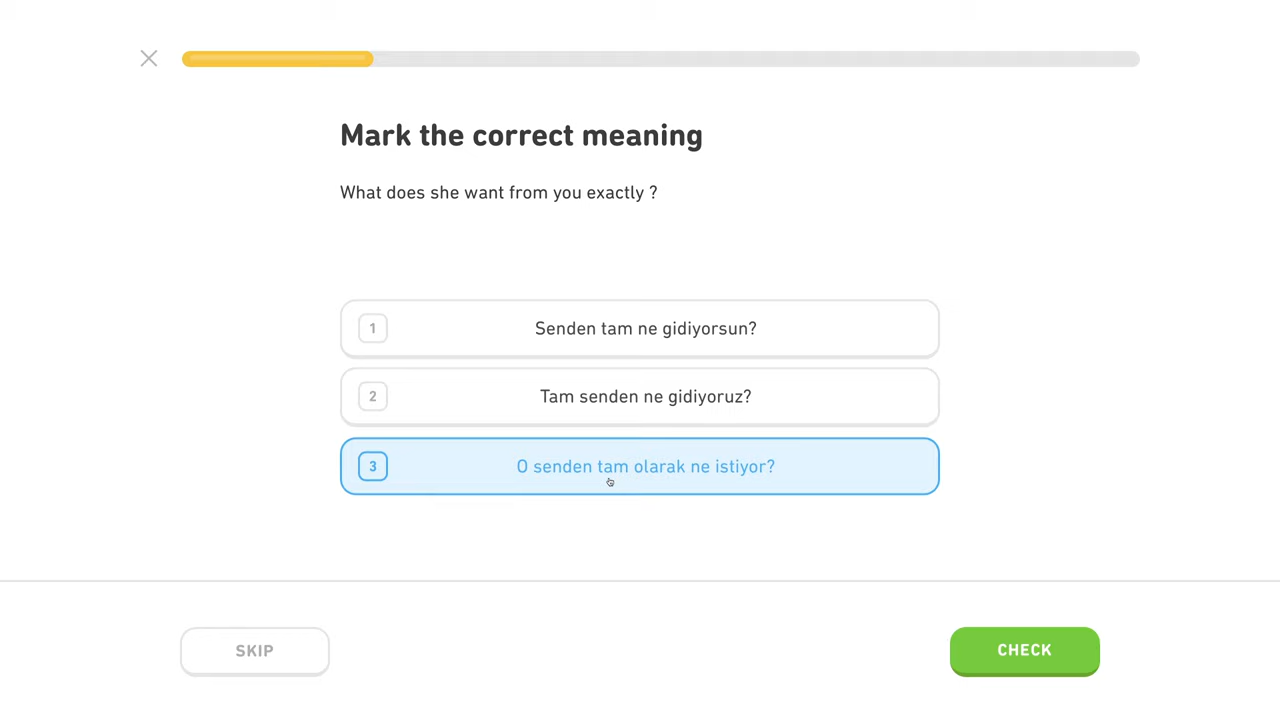 Mark the correct meaning
What does she want from you exactly ?
1 Senden tam ne gidiyorsun?
2 Tam senden ne gidiyoruz?
3 O senden tam olarak ne istiyor?
SKIP CHECK